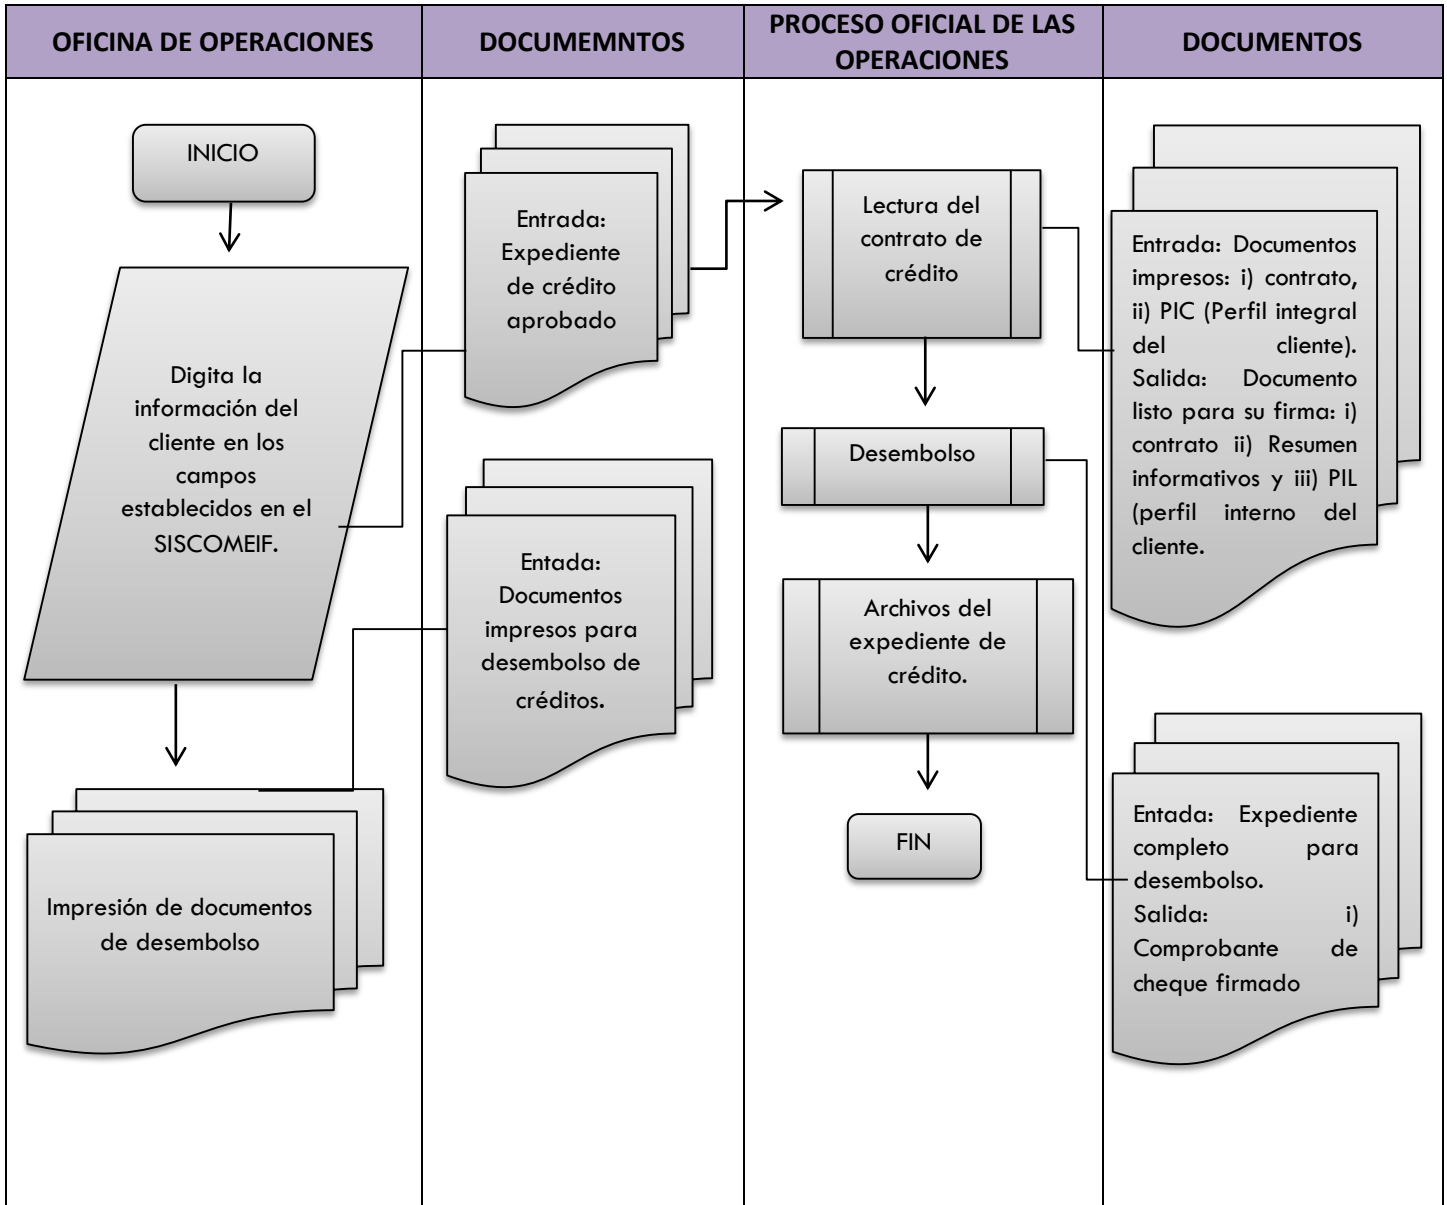 OFICINA DE OPERACIONES
DOCUMEMNTOS
PROCESO OFICIAL DE LAS
OPERACIONES
DOCUMENTOS
INICIO
Digita la
información del
cliente en los
campos
establecidos en el
SISCOMEIF.
Impresión de documentos
de desembolso
Entrada:
Expediente
de crédito
aprobado
Entada:
Documentos
impresos para
desembolso de
créditos.
Lectura del
contrato de
crédito
Desembolso
Archivos del
expediente de
crédito.
FIN
Entrada: Documentos
impresos: i) contrato,
ii) PIC (Perfil integral
del cliente).
Salida: Documento
listo para su firma: i)
contrato ii) Resumen
informativos y iii) PIL
(perfil interno del
cliente.
Entada: Expediente
completo para
desembolso.
Salida: i)
Comprobante de
cheque firmado